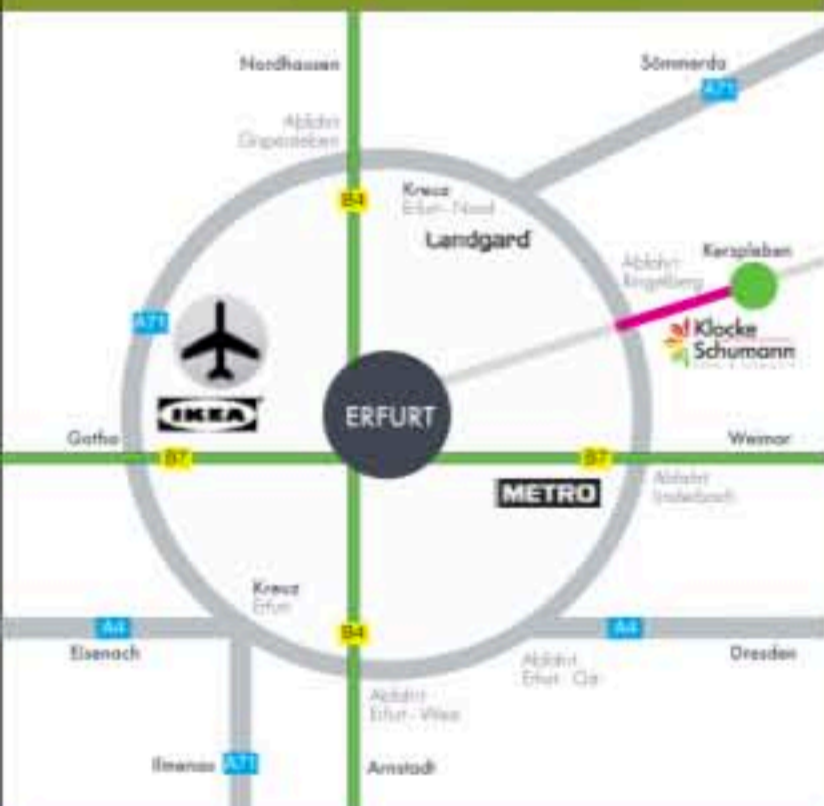 Nordhausen
Sömmerda
A71
Abfahrt
Gispersleben
B4
Kreuz
Erfurt - Nord
Landgard
Kerspleben
Abfahrt
Ringelberg
A71
Klocke
Schumann
IKEA
ERFURT
Gotha
Weimar
B7
B7
METRO
Abfahrt
Linderbach
Kreuz
Erfurt
A4
B4
A4
Eisenach
Dresden
Abfahrt
Erfurt - Ost
Abfahrt
Erfurt - West
Ilmenau
A71
Arnstadt